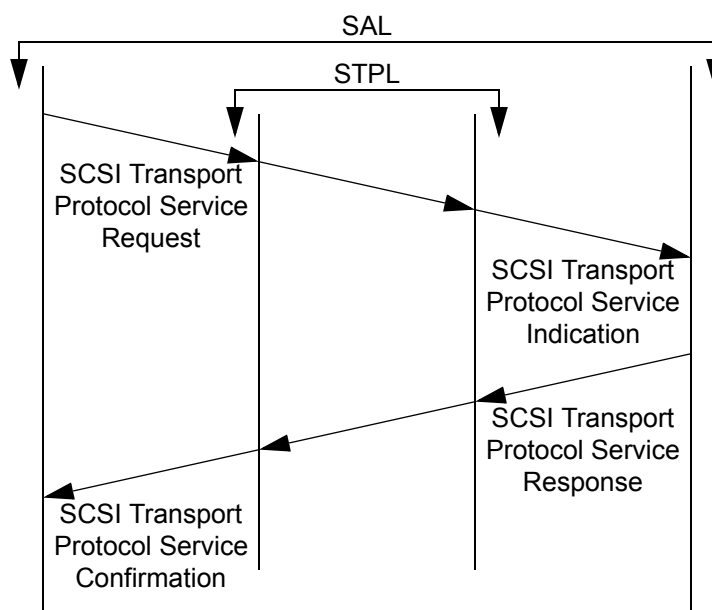 SAL
STPL
SCSI Transport
Protocol Service
Request
SCSI Transport
Protocol Service
Indication
SCSI Transport
Protocol Service
Response
SCSI Transport
Protocol Service
Confirmation